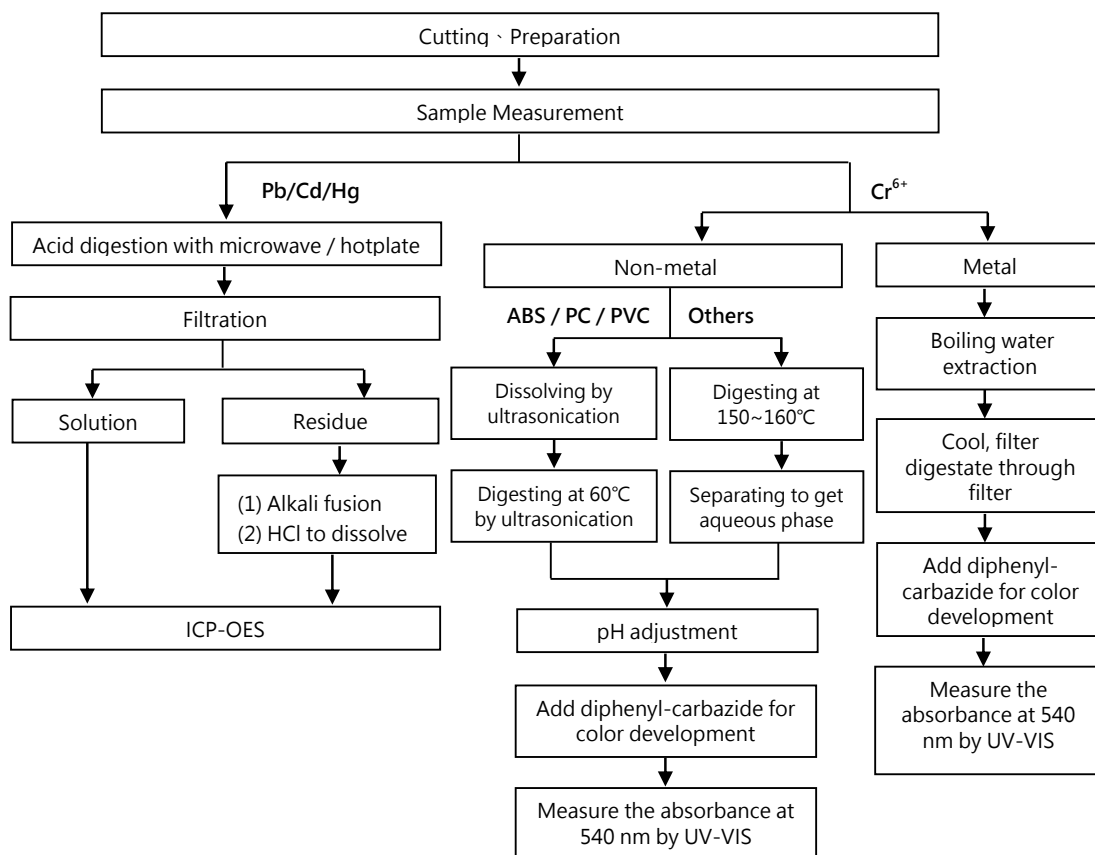 Cutting、Preparation
Sample Measurement
Pb/Cd/Hg
Cr6+
Acid digestion with microwave / hotplate
Filtration
Solution
Residue
(1) Alkali fusion
(2) HCl to dissolve
ICP-OES
Non-metal
ABS / PC / PVC
Others
Dissolving by
ultrasonication
Digesting at 60℃
by ultrasonication
Digesting at
150~160℃
Separating to get
aqueous phase
pH adjustment
Add diphenyl-carbazide for
color development
Measure the absorbance at
540 nm by UV-VIS
Metal
Boiling water
extraction
Cool, filter
digestate through
filter
Add diphenyl-
carbazide for color
development
Measure the
absorbance at 540
nm by UV-VIS